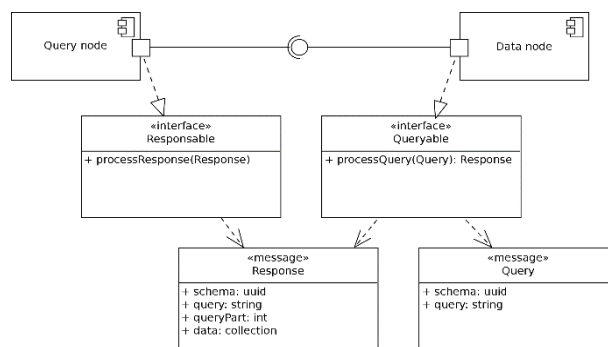 Query node
Data node
«interface»
Responsable
+ processResponse(Response)
«interface»
Queryable
+ processQuery(Query): Response
«message»
Response
+ schema: uuid
+ query: string
+ queryPart: int
+ data: collection
«message»
Query
+ schema: uuid
+ query: string